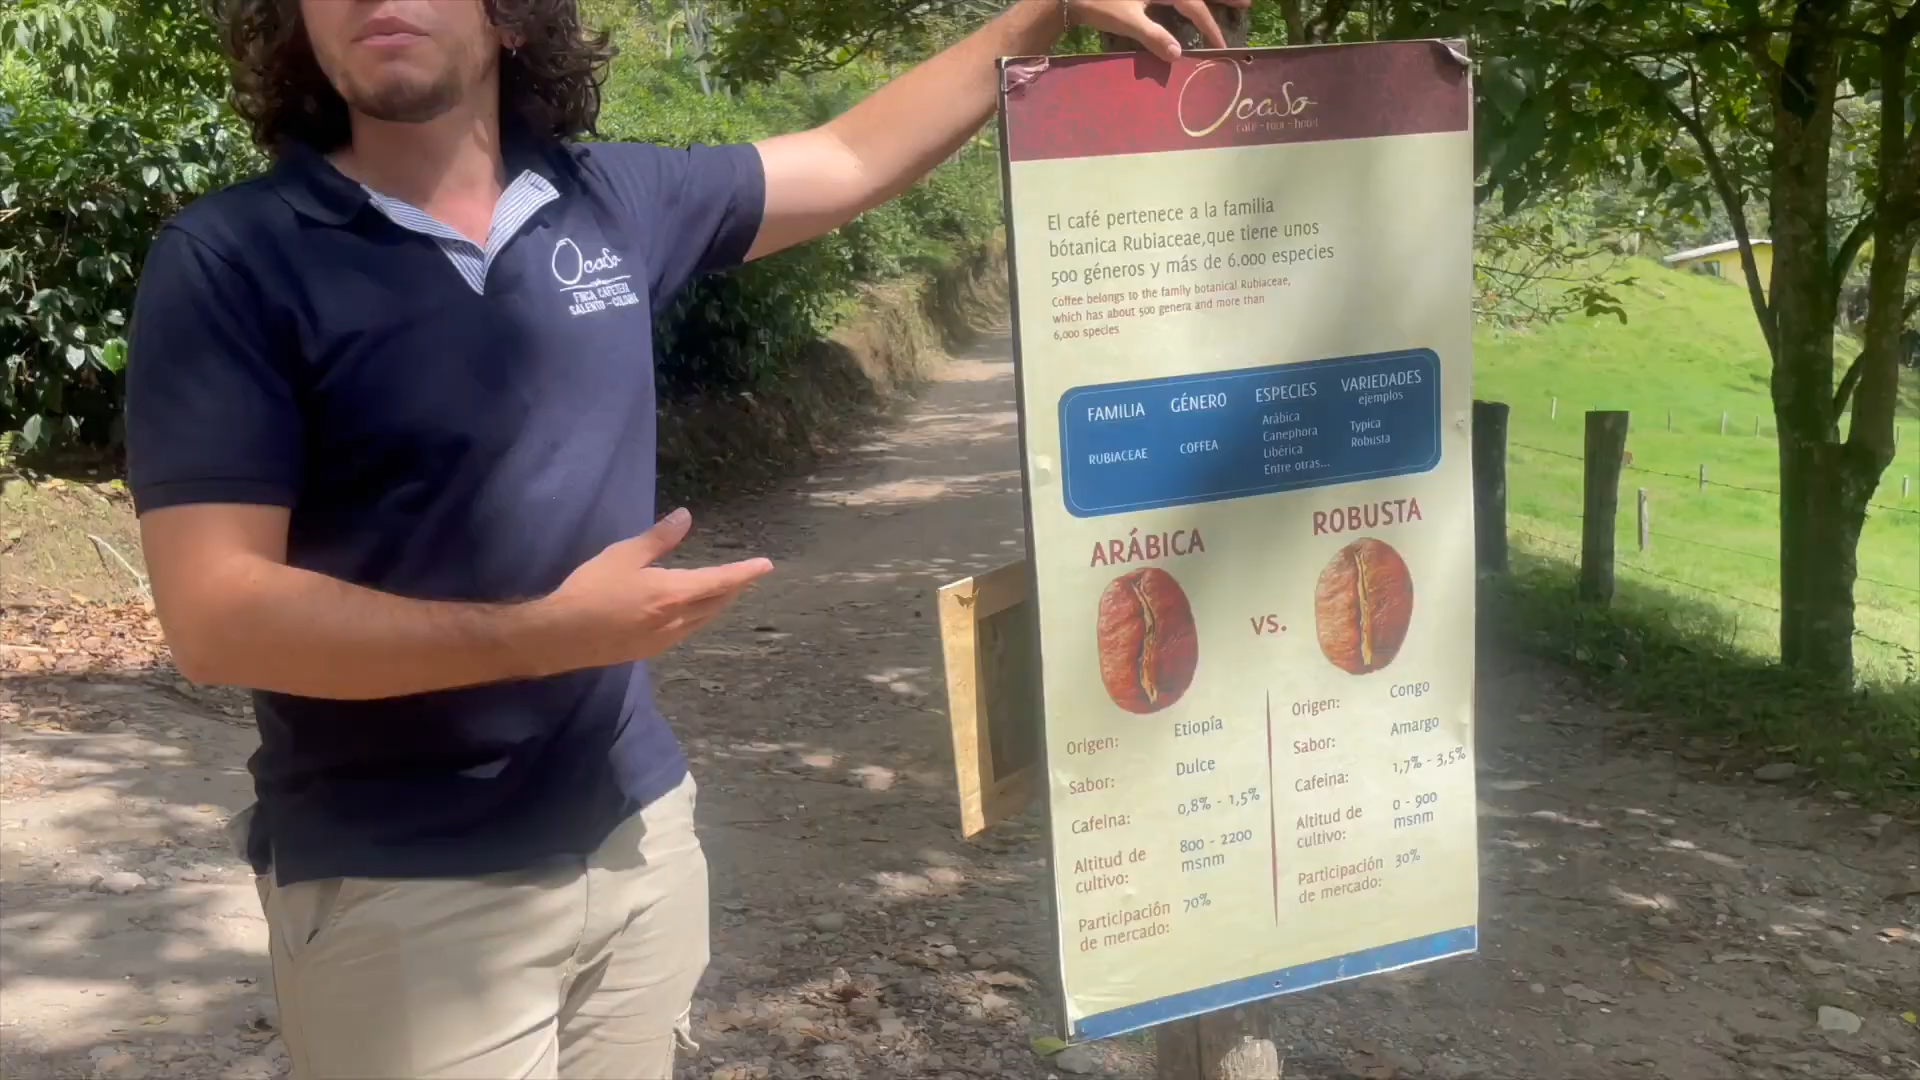 Ocaso
café - tour - hotel
El café pertenece a la familia
bótanica Rubiaceae,que tiene unos
500 géneros y más de 6.000 especies
Coffee belongs to the family botanical Rubiaceae,
which has about 500 genera and more than
6,000 species
FAMILIA GÉNERO ESPECIES VARIEDADES
ejemplos
RUBIACEAE COFFEA
Arábica
Canephora
Libérica
Entre otras...
Typica
Robusta
ARÁBICA
VS.
ROBUSTA
Origen: Etiopía
Sabor: Dulce
Cafeina: 0,8% - 1,5%
Altitud de
cultivo:
800 - 2200
msnm
Participación
de mercado:
70%
Origen: Congo
Sabor: Amargo
Cafeina: 1,7% - 3,5%
Altitud de
cultivo:
0 - 900
msnm
Participación
de mercado:
30%
Ocaso
FINCA CAFETERA
SALENTO - COLOMBIA